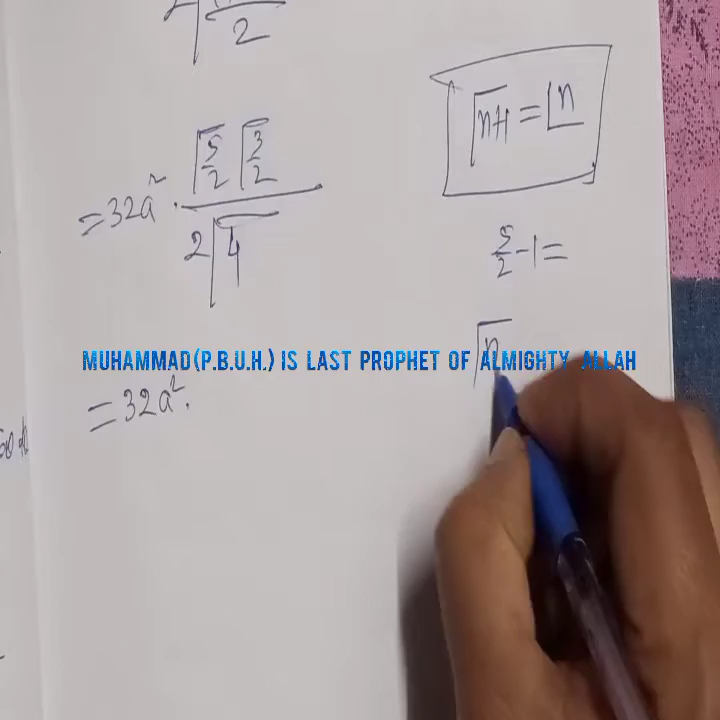 2
= 32a² · Γ5/2 Γ3/2 / 2Γ4
Γn+1 = ⌊n
5/2 - 1 =
Γn
MUHAMMAD(P.B.U.H.) IS LAST PROPHET OF ALMIGHTY ALLAH
= 32a² ·